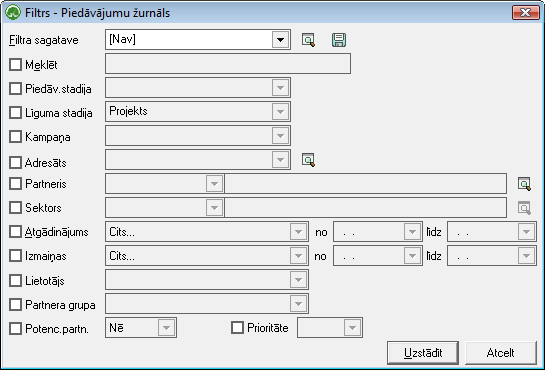 Filtrs - Piedāvājumu žurnāls
Filtra sagatave [Nav]
Meklēt
Piedāv.stadija
Līguma stadija Projekts
Kampaņa
Adresāts
Partneris
Sektors
Atgādinājums Cits... no . . līdz . .
Izmaiņas Cits... no . . līdz . .
Lietotājs
Partnera grupa
Potenc.partn. Nē Prioritāte
Uzstādīt Atcelt